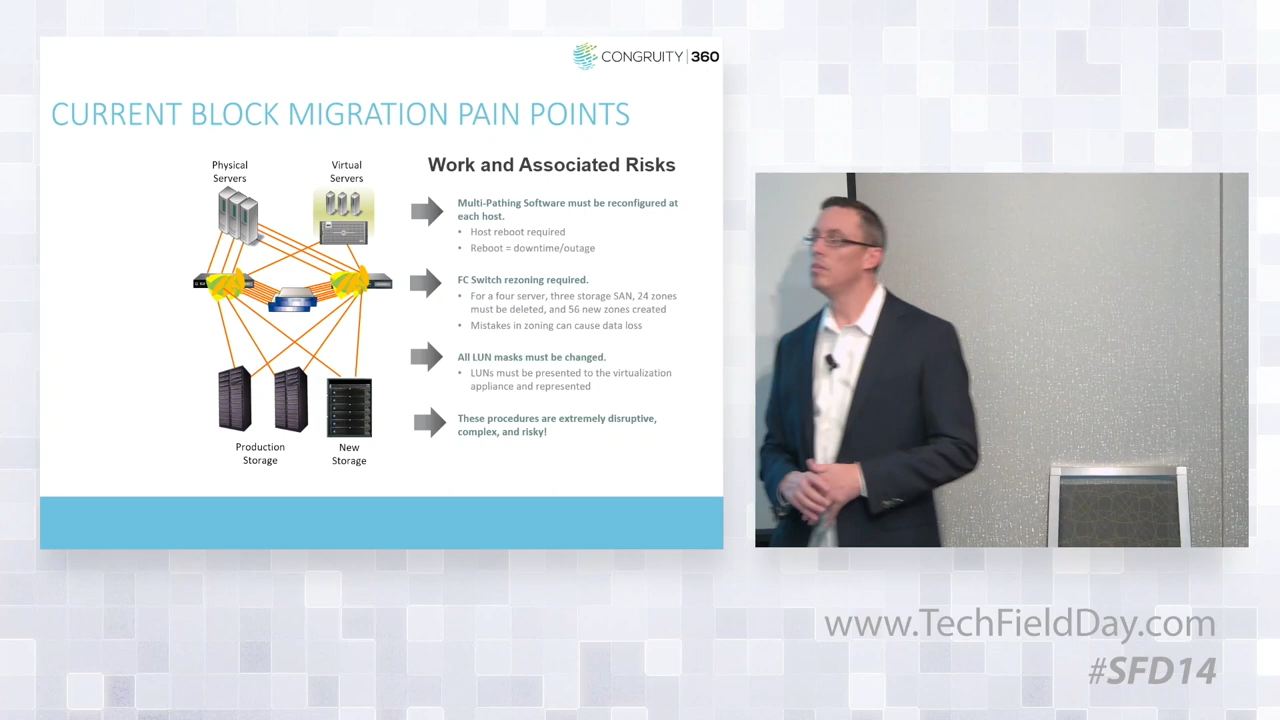 CONGRUITY 360
CURRENT BLOCK MIGRATION PAIN POINTS
Physical
Servers
Virtual
Servers
Production
Storage
New
Storage
Work and Associated Risks
Multi-Pathing Software must be reconfigured at
each host.
• Host reboot required
• Reboot = downtime/outage
FC Switch rezoning required.
• For a four server, three storage SAN, 24 zones
must be deleted, and 56 new zones created
• Mistakes in zoning can cause data loss
All LUN masks must be changed.
• LUNs must be presented to the virtualization
appliance and represented
These procedures are extremely disruptive,
complex, and risky!
www.TechFieldDay.com
#SFD14